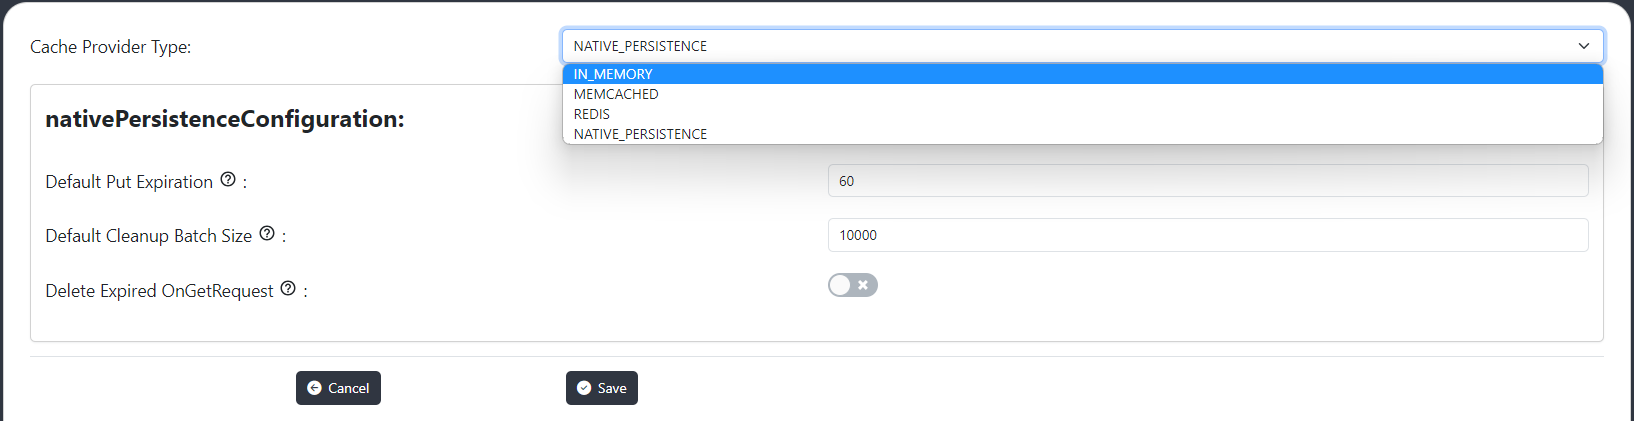 Cache Provider Type:
NATIVE_PERSISTENCE
IN_MEMORY
MEMCACHED
REDIS
NATIVE_PERSISTENCE
nativePersistenceConfiguration:
Default Put Expiration ? :
60
Default Cleanup Batch Size ? :
10000
Delete Expired OnGetRequest ? :
Cancel
Save